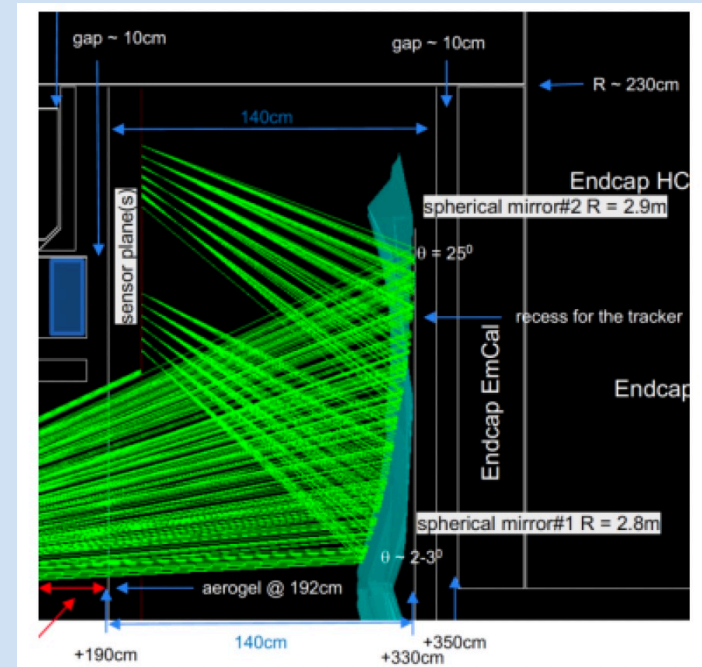 gap ~ 10cm
gap ~ 10cm
R ~ 230cm
140cm
Endcap HC
spherical mirror#2 R = 2.9m
sensor plane(s)
θ = 25⁰
recess for the tracker
Endcap EmCal
Endcap
spherical mirror#1 R = 2.8m
θ ~ 2-3⁰
aerogel @ 192cm
140cm
+350cm
+190cm
+330cm